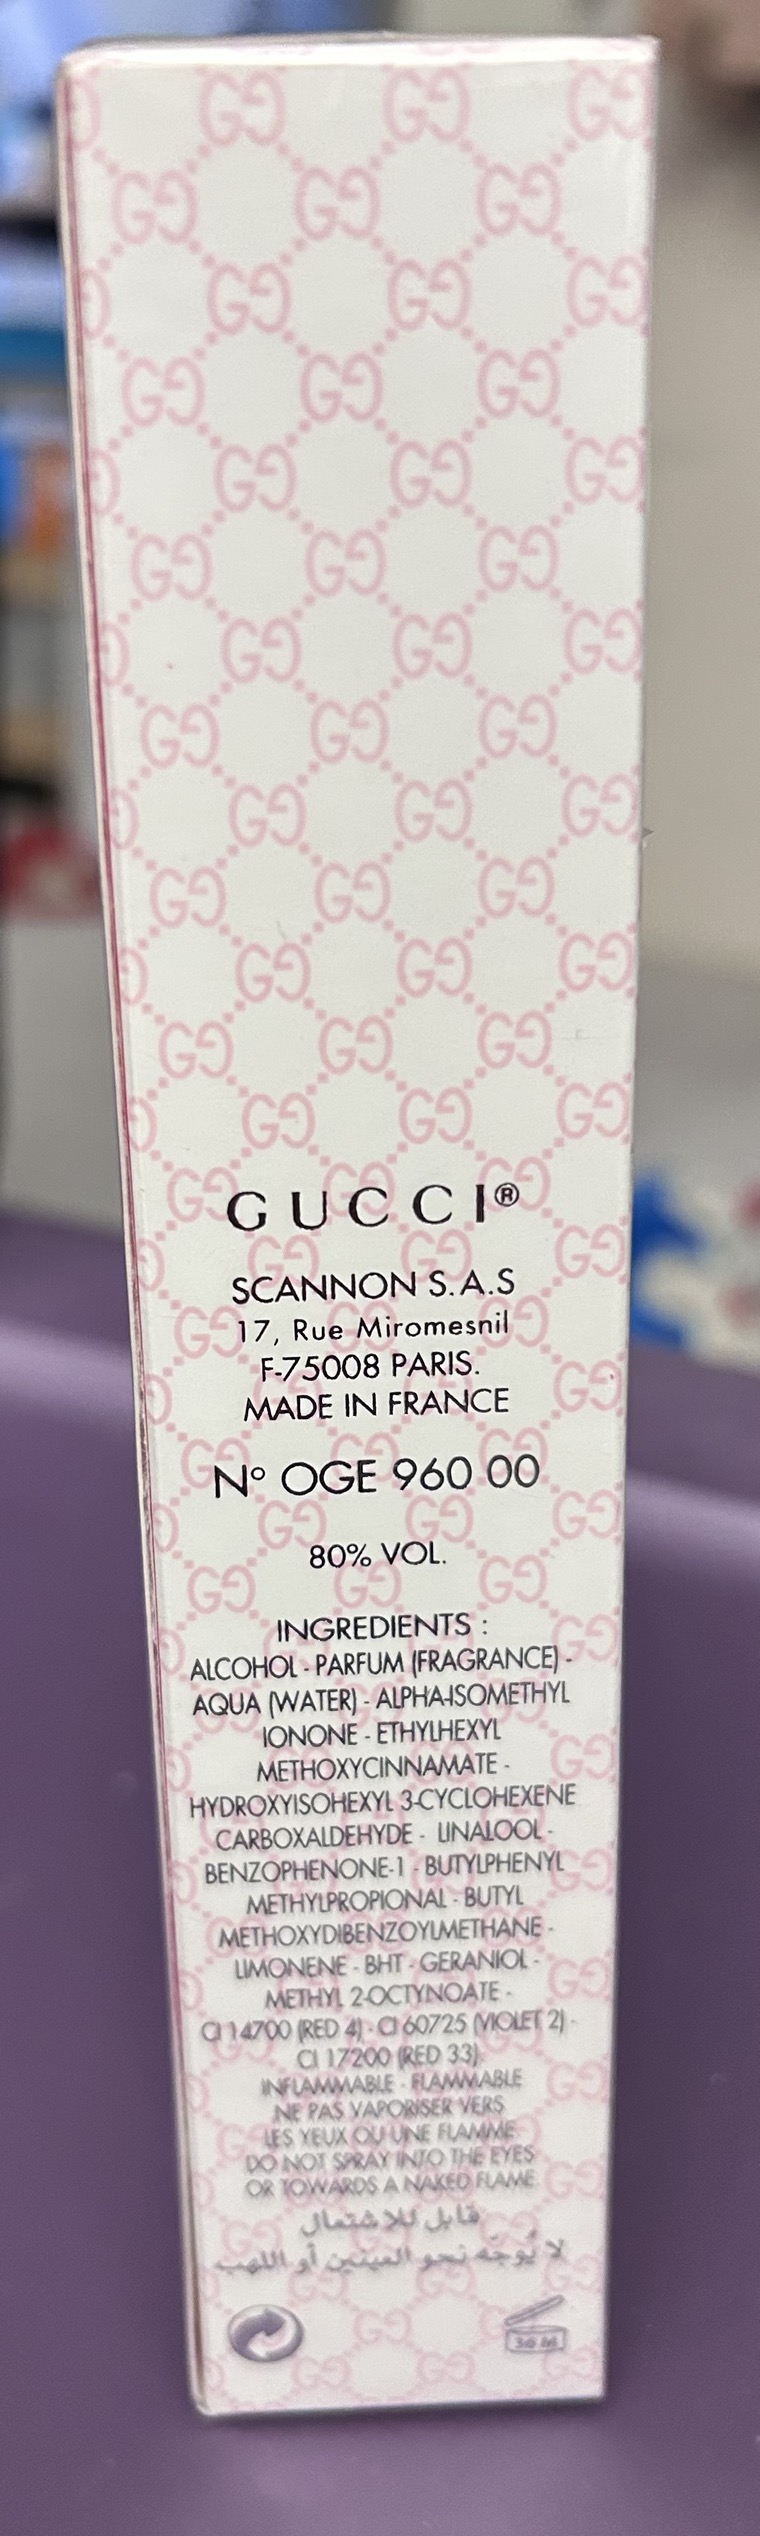 GUCCI®
SCANNON S.A.S
17, Rue Miromesnil
F-75008 PARIS.
MADE IN FRANCE
N° OGE 960 00
80% VOL.
INGREDIENTS :
ALCOHOL - PARFUM (FRAGRANCE) -
AQUA (WATER) - ALPHA-ISOMETHYL
IONONE - ETHYLHEXYL
METHOXYCINNAMATE -
HYDROXYISOHEXYL 3-CYCLOHEXENE
CARBOXALDEHYDE - LINALOOL -
BENZOPHENONE-1 - BUTYLPHENYL
METHYLPROPIONAL - BUTYL
METHOXYDIBENZOYLMETHANE -
LIMONENE - BHT - GERANIOL -
METHYL 2-OCTYNOATE -
CI 14700 (RED 4) - CI 60725 (VIOLET 2) -
CI 17200 (RED 33)
INFLAMMABLE - FLAMMABLE
NE PAS VAPORISER VERS
LES YEUX OU UNE FLAMME.
DO NOT SPRAY INTO THE EYES
OR TOWARDS A NAKED FLAME.
قابل للاشتعال
لا يُوجّه نحو العينين أو اللهب
36 M